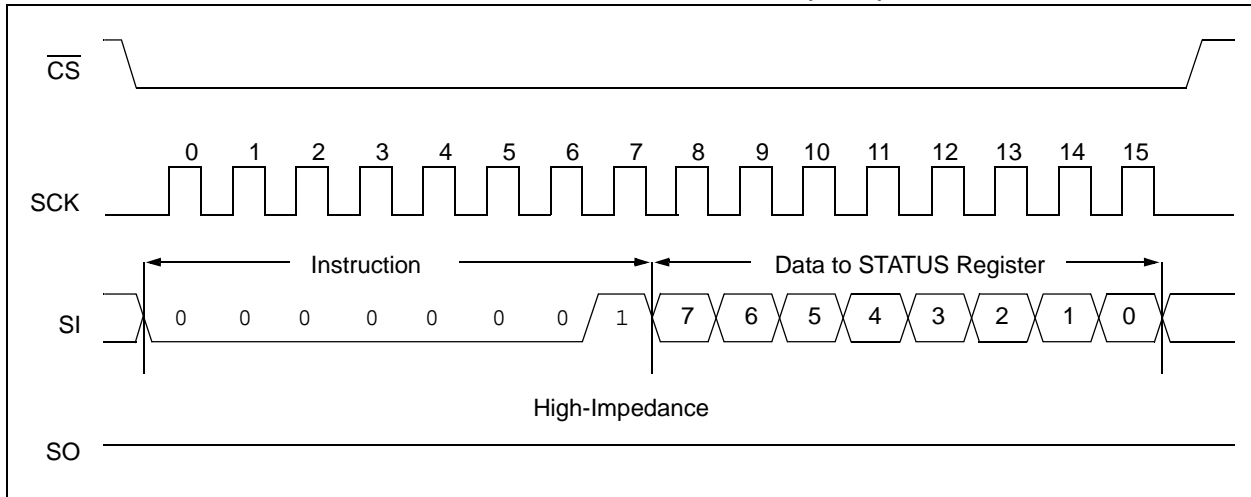 CS
0 1 2 3 4 5 6 7 8 9 10 11 12 13 14 15
SCK
Instruction Data to STATUS Register
SI 0 0 0 0 0 0 0 1 7 6 5 4 3 2 1 0
High-Impedance
SO